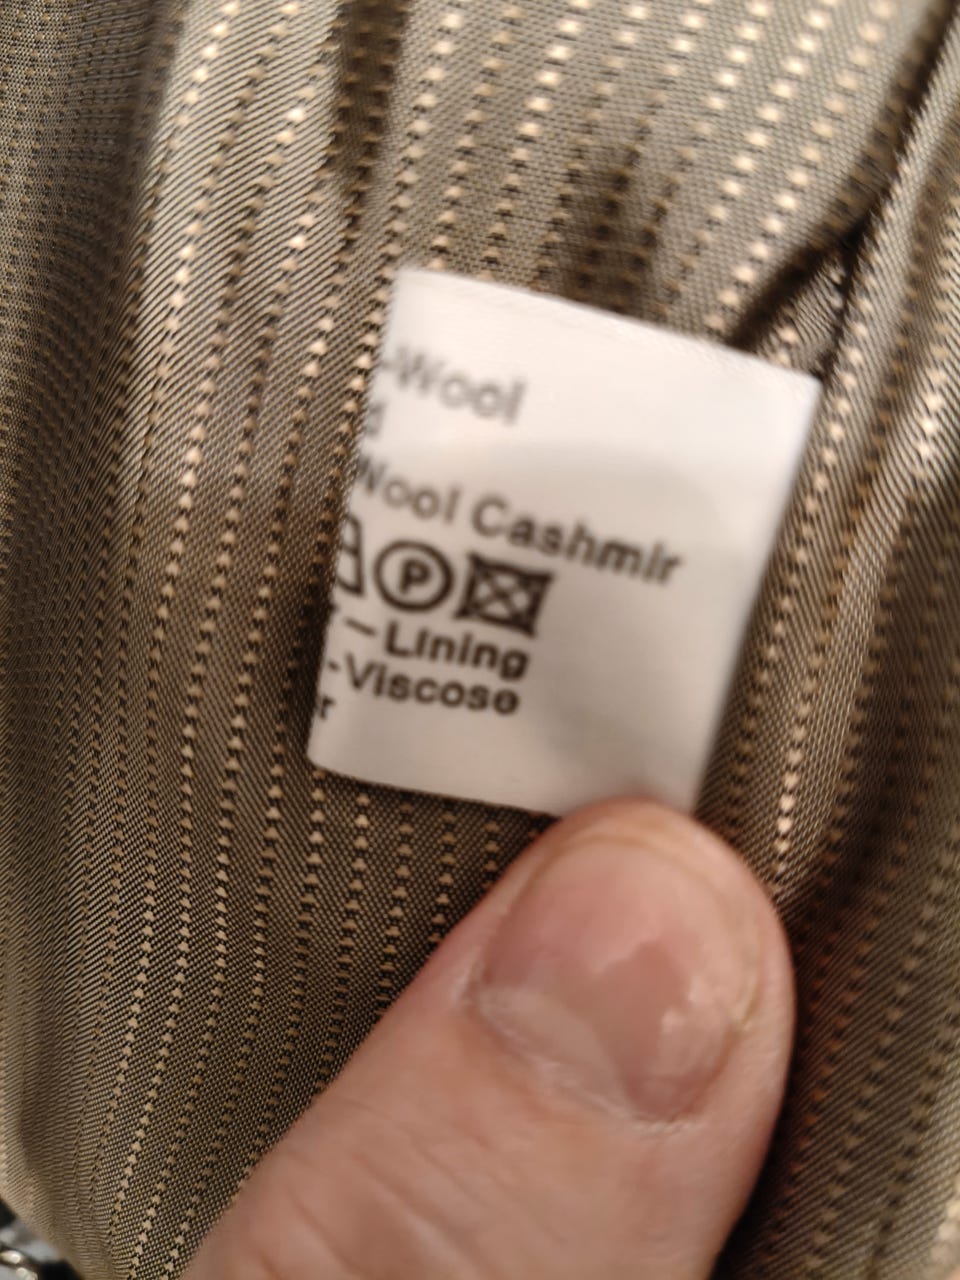 -Wool
d
Wool Cashmir
P
-Lining
-Viscose
r